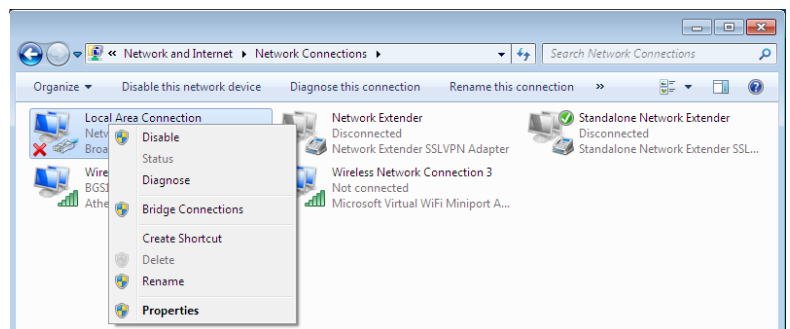 « Network and Internet ▸ Network Connections ▸
Search Network Connections
Organize ▾ Disable this network device Diagnose this connection Rename this connection »
Local Area Connection
Netw
Broa
Network Extender
Disconnected
Network Extender SSLVPN Adapter
Standalone Network Extender
Disconnected
Standalone Network Extender SSL...
Wire
BGS
Athe
Wireless Network Connection 3
Not connected
Microsoft Virtual WiFi Miniport A...
Disable
Status
Diagnose
Bridge Connections
Create Shortcut
Delete
Rename
Properties